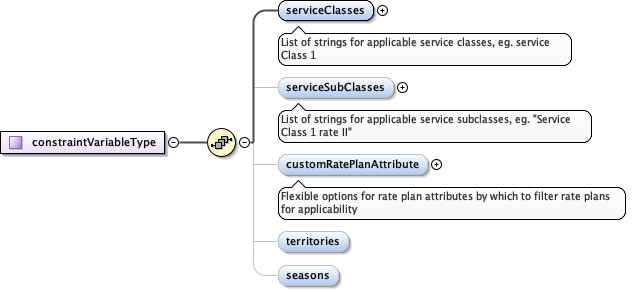 serviceClasses
List of strings for applicable service classes, eg. service
Class 1
serviceSubClasses
List of strings for applicable service subclasses, eg. "Service
Class 1 rate II"
constraintVariableType
customRatePlanAttribute
Flexible options for rate plan attributes by which to filter rate plans
for applicability
territories
seasons